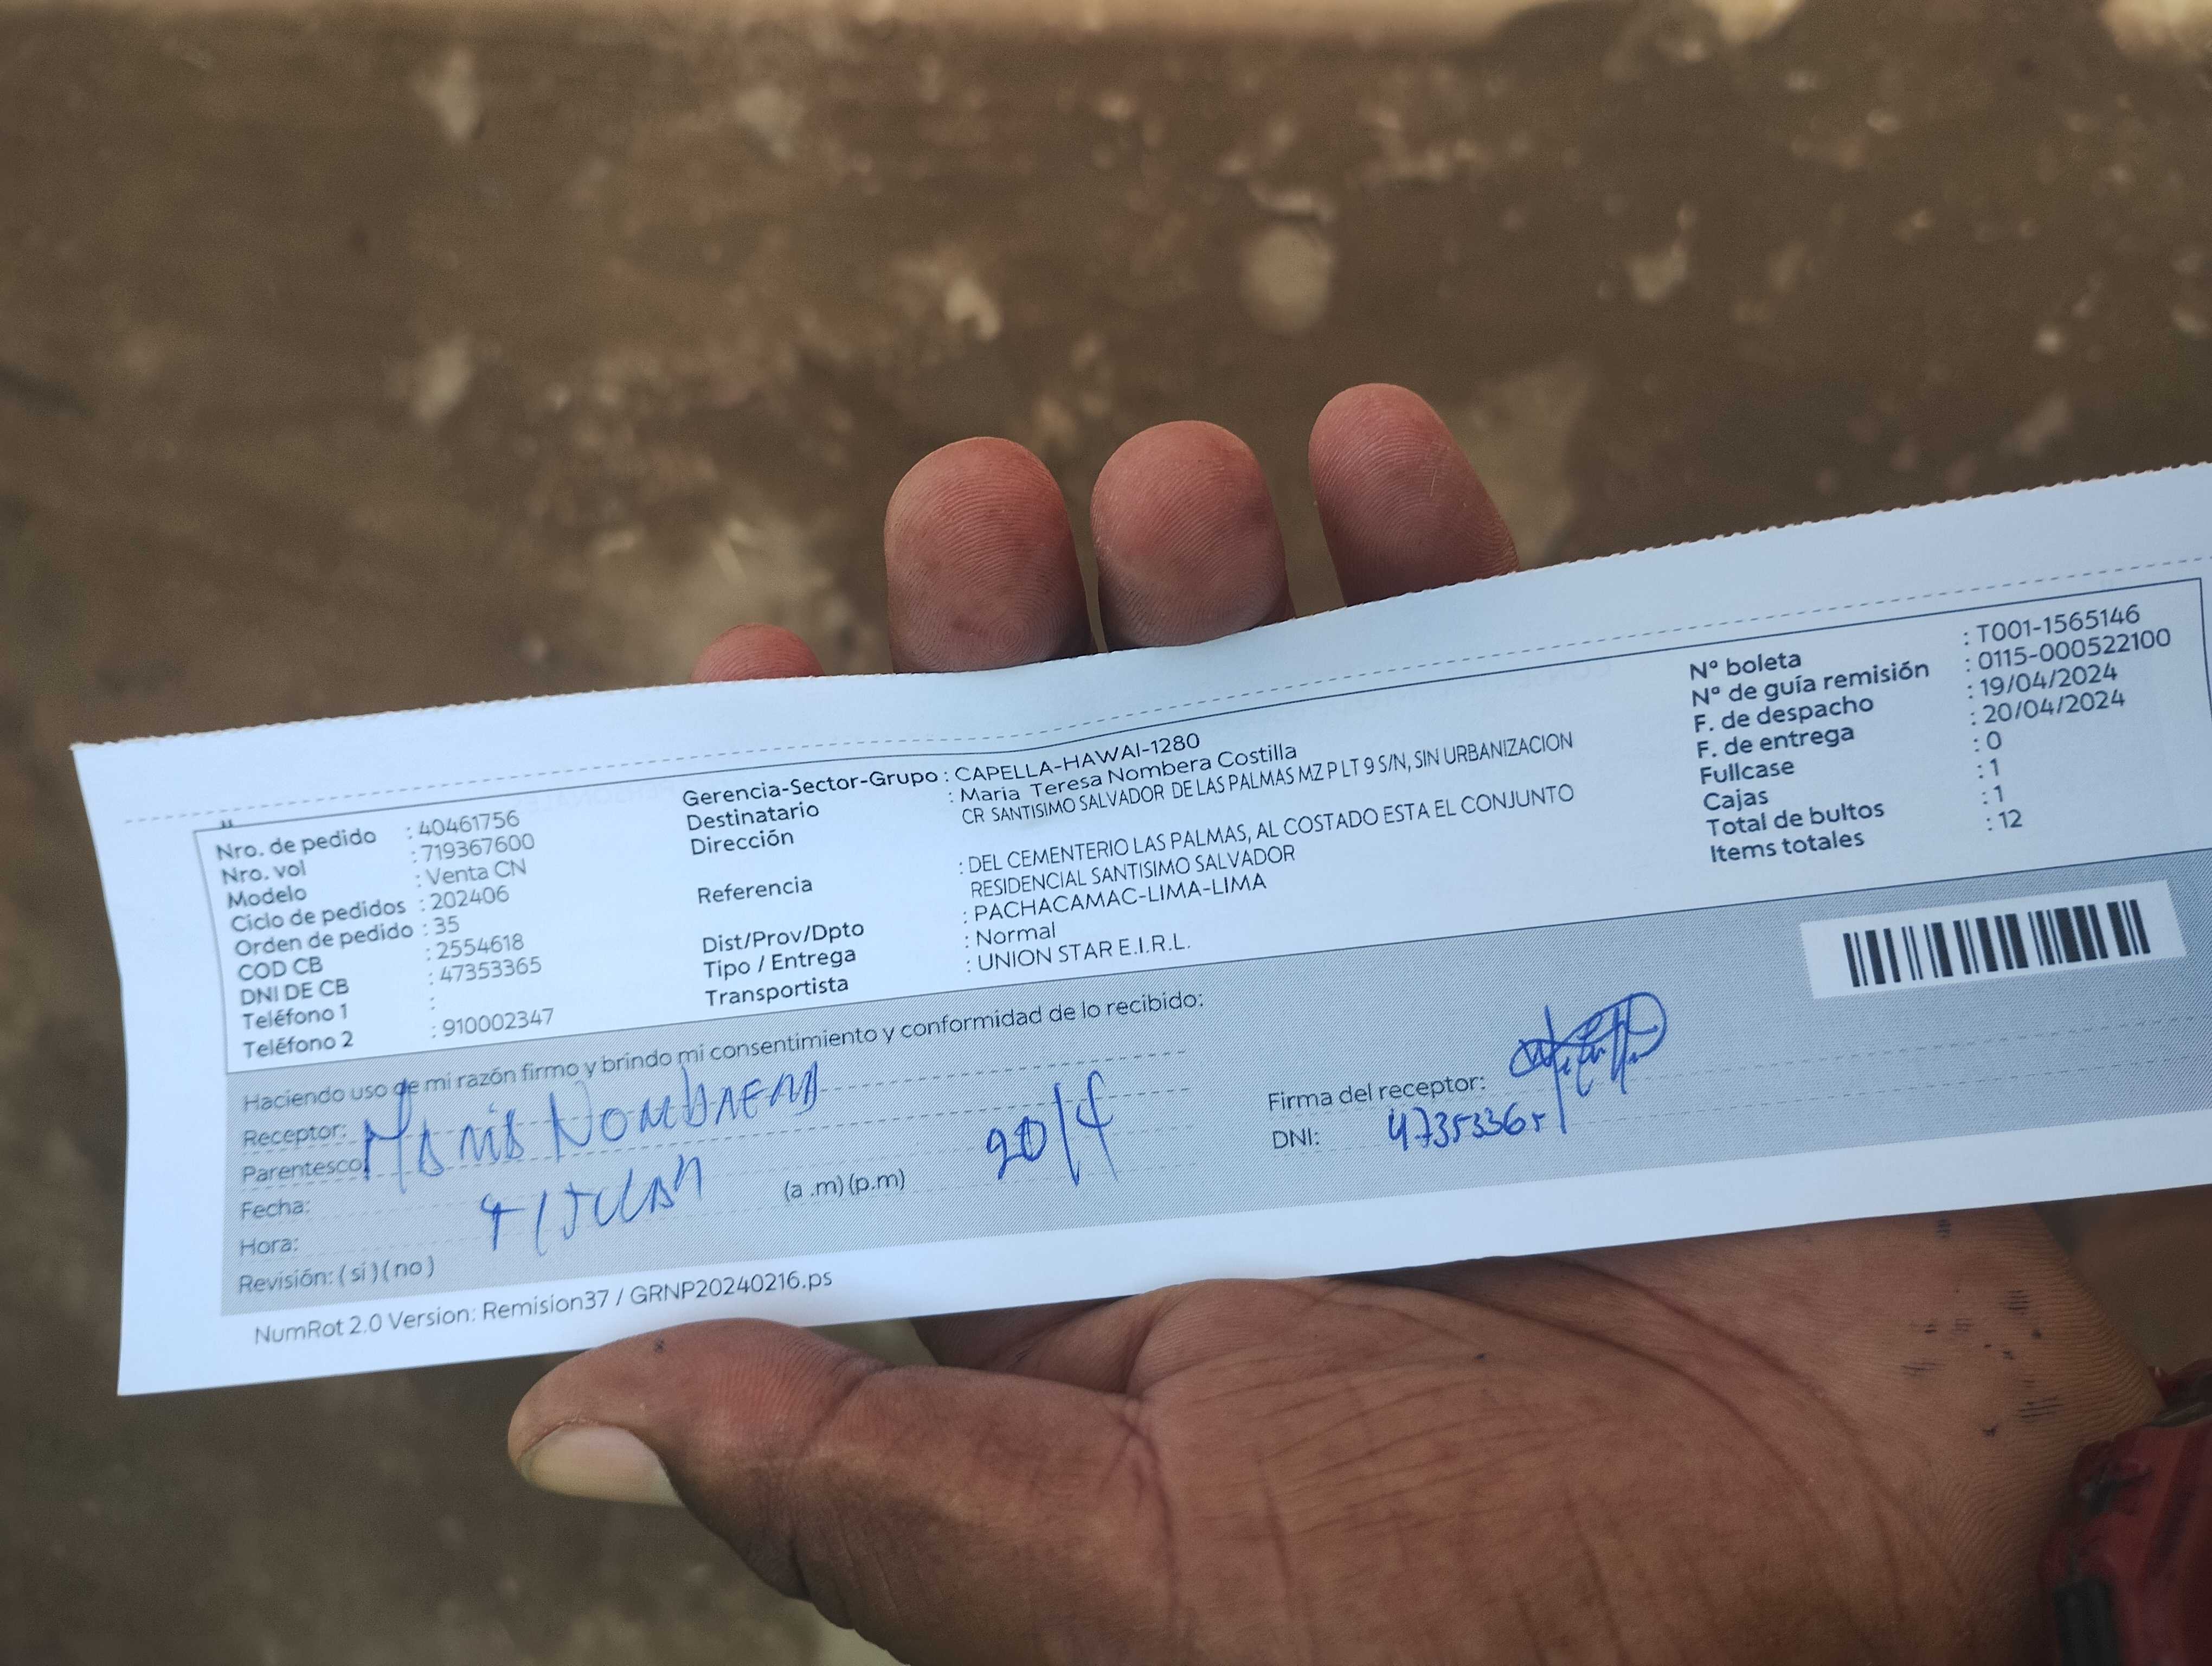 Nro. de pedido : 40461756
Nro. vol : 719367600
Modelo : Venta CN
Ciclo de pedidos : 202406
Orden de pedido : 35
COD CB : 2554618
DNI DE CB : 47353365
Teléfono 1 :
Teléfono 2 : 910002347
Gerencia-Sector-Grupo : CAPELLA-HAWAI-1280
Destinatario : Maria Teresa Nombera Costilla
Dirección CR SANTISIMO SALVADOR DE LAS PALMAS MZ P LT 9 S/N, SIN URBANIZACION
Referencia : DEL CEMENTERIO LAS PALMAS, AL COSTADO ESTA EL CONJUNTO
RESIDENCIAL SANTISIMO SALVADOR
Dist/Prov/Dpto : PACHACAMAC-LIMA-LIMA
Tipo / Entrega : Normal
Transportista : UNION STAR E.I.R.L.
Nº boleta : T001-1565146
Nº de guía remisión : 0115-000522100
F. de despacho : 19/04/2024
F. de entrega : 20/04/2024
Fullcase : 0
Cajas : 1
Total de bultos : 1
Items totales : 12
Haciendo uso de mi razón firmo y brindo mi consentimiento y conformidad de lo recibido:
Receptor:
Parentesco
Fecha: 20/4
Hora: (a .m) (p.m)
Revisión: ( si ) ( no )
Firma del receptor:
DNI: 47353365
NumRot 2.0 Version: Remision37 / GRNP20240216.ps